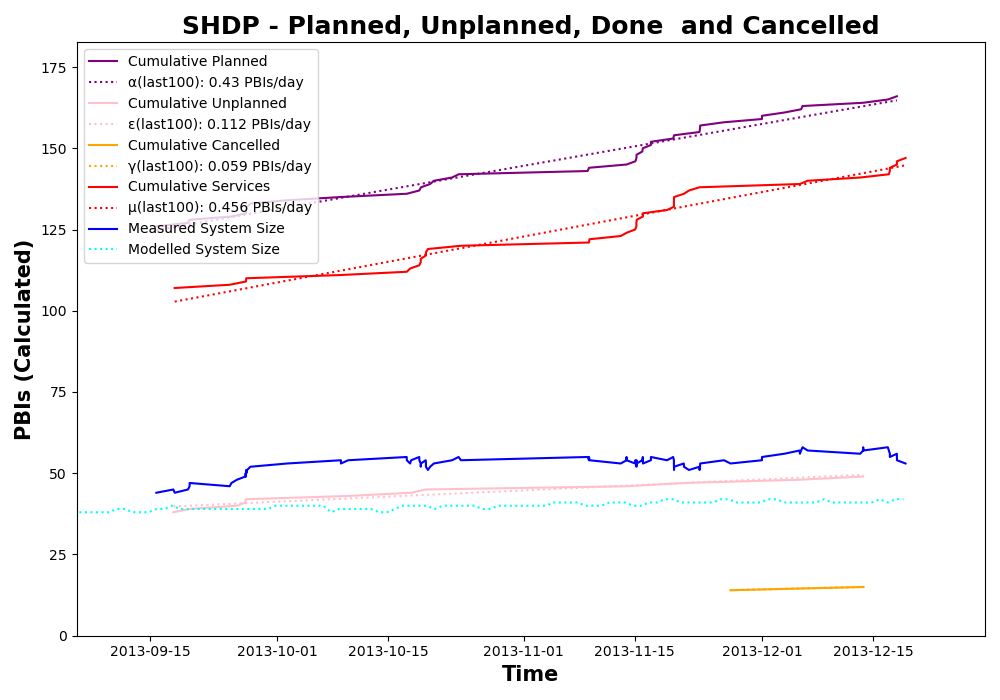 SHDP - Planned, Unplanned, Done  and Cancelled
Cumulative Planned
α(last100): 0.43 PBIs/day
Cumulative Unplanned
ε(last100): 0.112 PBIs/day
Cumulative Cancelled
γ(last100): 0.059 PBIs/day
Cumulative Services
μ(last100): 0.456 PBIs/day
Measured System Size
Modelled System Size
PBIs (Calculated)
175
150
125
100
75
50
25
0
2013-09-15 2013-10-01 2013-10-15 2013-11-01 2013-11-15 2013-12-01 2013-12-15
Time